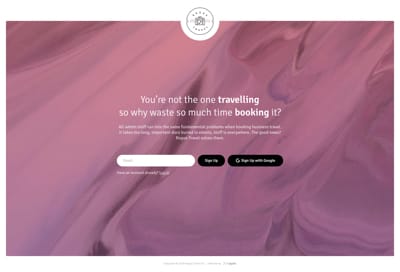 You're not the one travelling
so why waste so much time booking it?
All admin staff run into the same fundamental problems when booking business travel.
It takes too long, important docs buried in emails, stuff is everywhere. The good news?
Rogue Travel solves them.
Email
Sign Up
Sign Up with Google
Have an account already? Log in